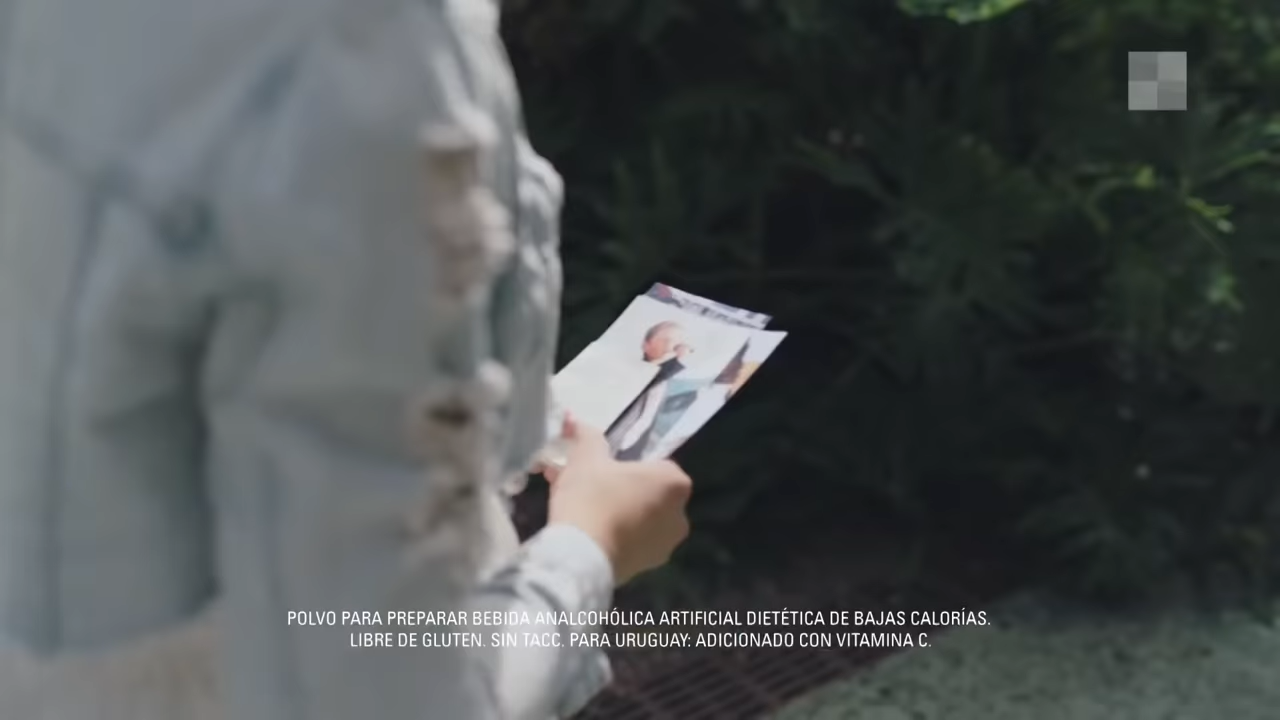 POLVO PARA PREPARAR BEBIDA ANALCOHÓLICA ARTIFICIAL DIETÉTICA DE BAJAS CALORÍAS.
LIBRE DE GLUTEN. SIN TACC. PARA URUGUAY: ADICIONADO CON VITAMINA C.